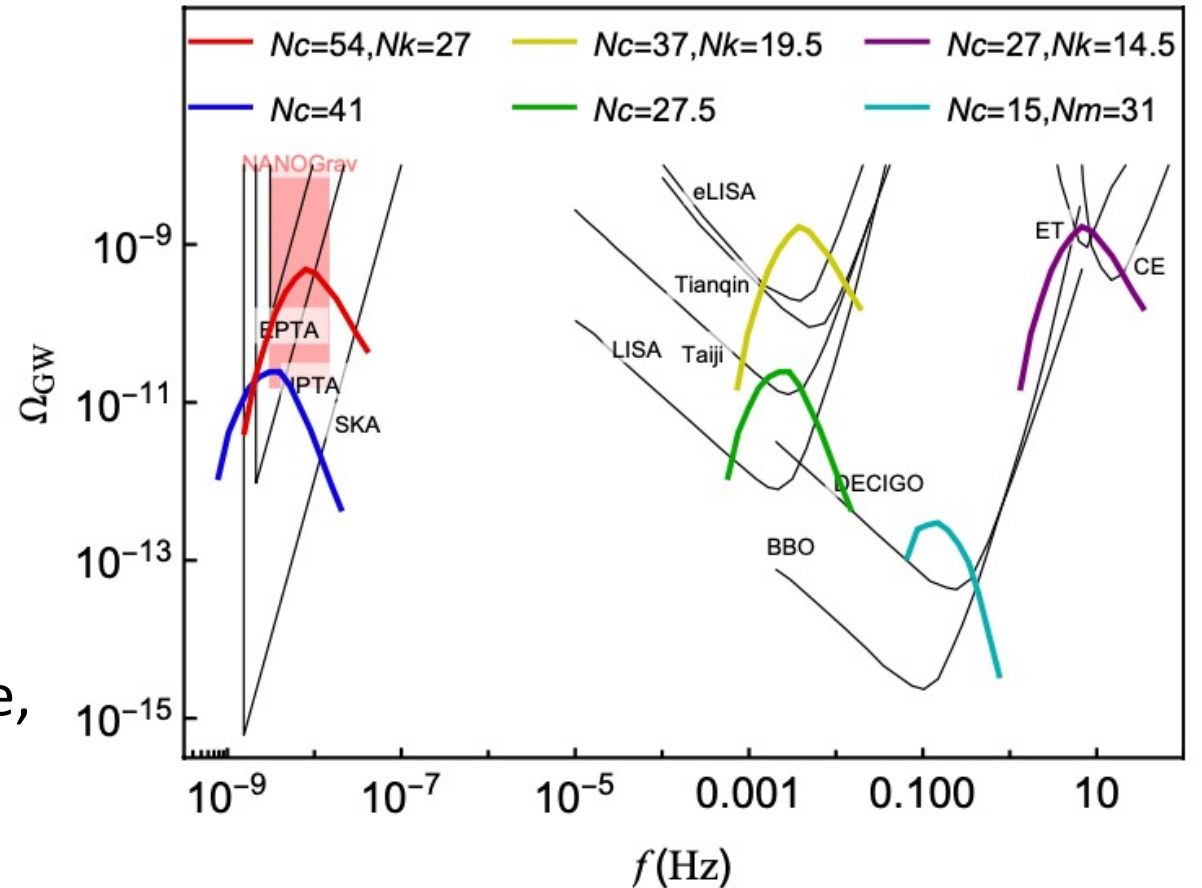 Nc=54,Nk=27 Nc=37,Nk=19.5 Nc=27,Nk=14.5
Nc=41 Nc=27.5 Nc=15,Nm=31
NANOGrav
eLISA
10⁻⁹
ET
CE
Tianqin
EPTA
LISA Taiji
IPTA
10⁻¹¹
SKA
Ω_GW
DECIGO
BBO
10⁻¹³
e,
10⁻¹⁵
10⁻⁹ 10⁻⁷ 10⁻⁵ 0.001 0.100 10
f(Hz)